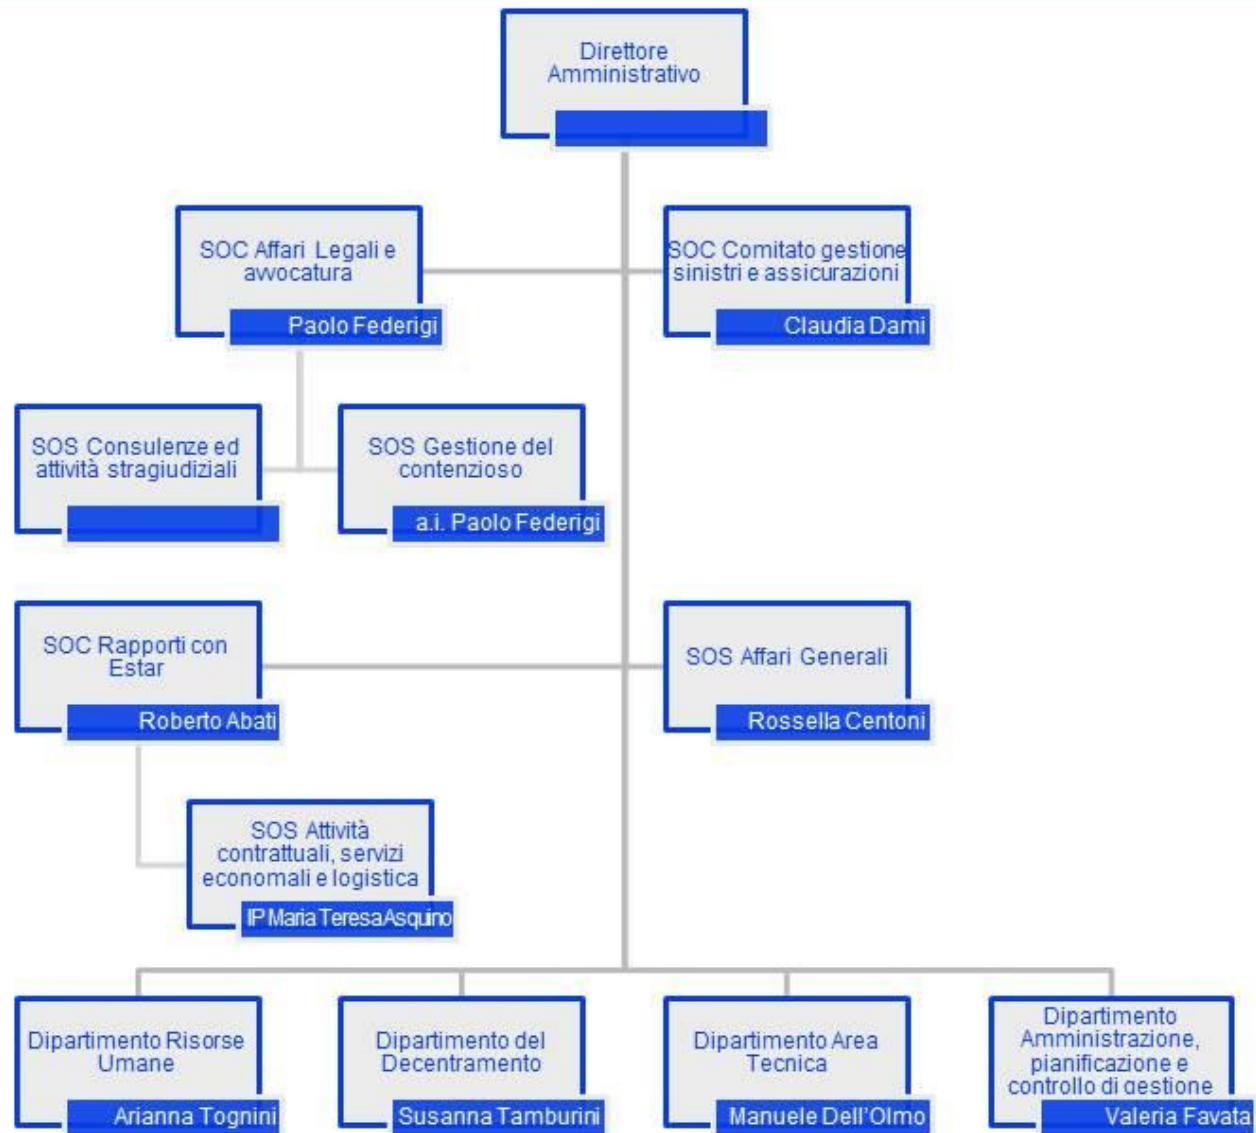 Direttore
Amministrativo
SOC Affari Legali e
avvocatura
Paolo Federigi
SOC Comitato gestione
sinistri e assicurazioni
Claudia Dami
SOS Consulenze ed
attività stragiudiziali
SOS Gestione del
contenzioso
a.i. Paolo Federigi
SOC Rapporti con
Estar
Roberto Abati
SOS Affari Generali
Rossella Centoni
SOS Attività
contrattuali, servizi
economali e logistica
IP Maria Teresa Asquino
Dipartimento Risorse
Umane
Arianna Tognini
Dipartimento del
Decentramento
Susanna Tamburini
Dipartimento Area
Tecnica
Manuele Dell'Olmo
Dipartimento
Amministrazione,
pianificazione e
controllo di gestione
Valeria Favata